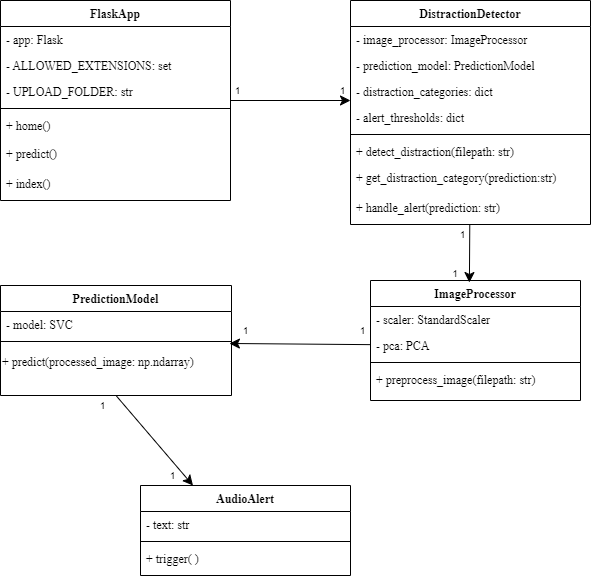 FlaskApp
- app: Flask
- ALLOWED_EXTENSIONS: set
- UPLOAD_FOLDER: str
+ home()
+ predict()
+ index()
1
1
DistractionDetector
- image_processor: ImageProcessor
- prediction_model: PredictionModel
- distraction_categories: dict
- alert_thresholds: dict
+ detect_distraction(filepath: str)
+ get_distraction_category(prediction:str)
+ handle_alert(prediction: str)
1
1
ImageProcessor
- scaler: StandardScaler
- pca: PCA
+ preprocess_image(filepath: str)
1
1
PredictionModel
- model: SVC
+ predict(processed_image: np.ndarray)
1
1
AudioAlert
- text: str
+ trigger( )